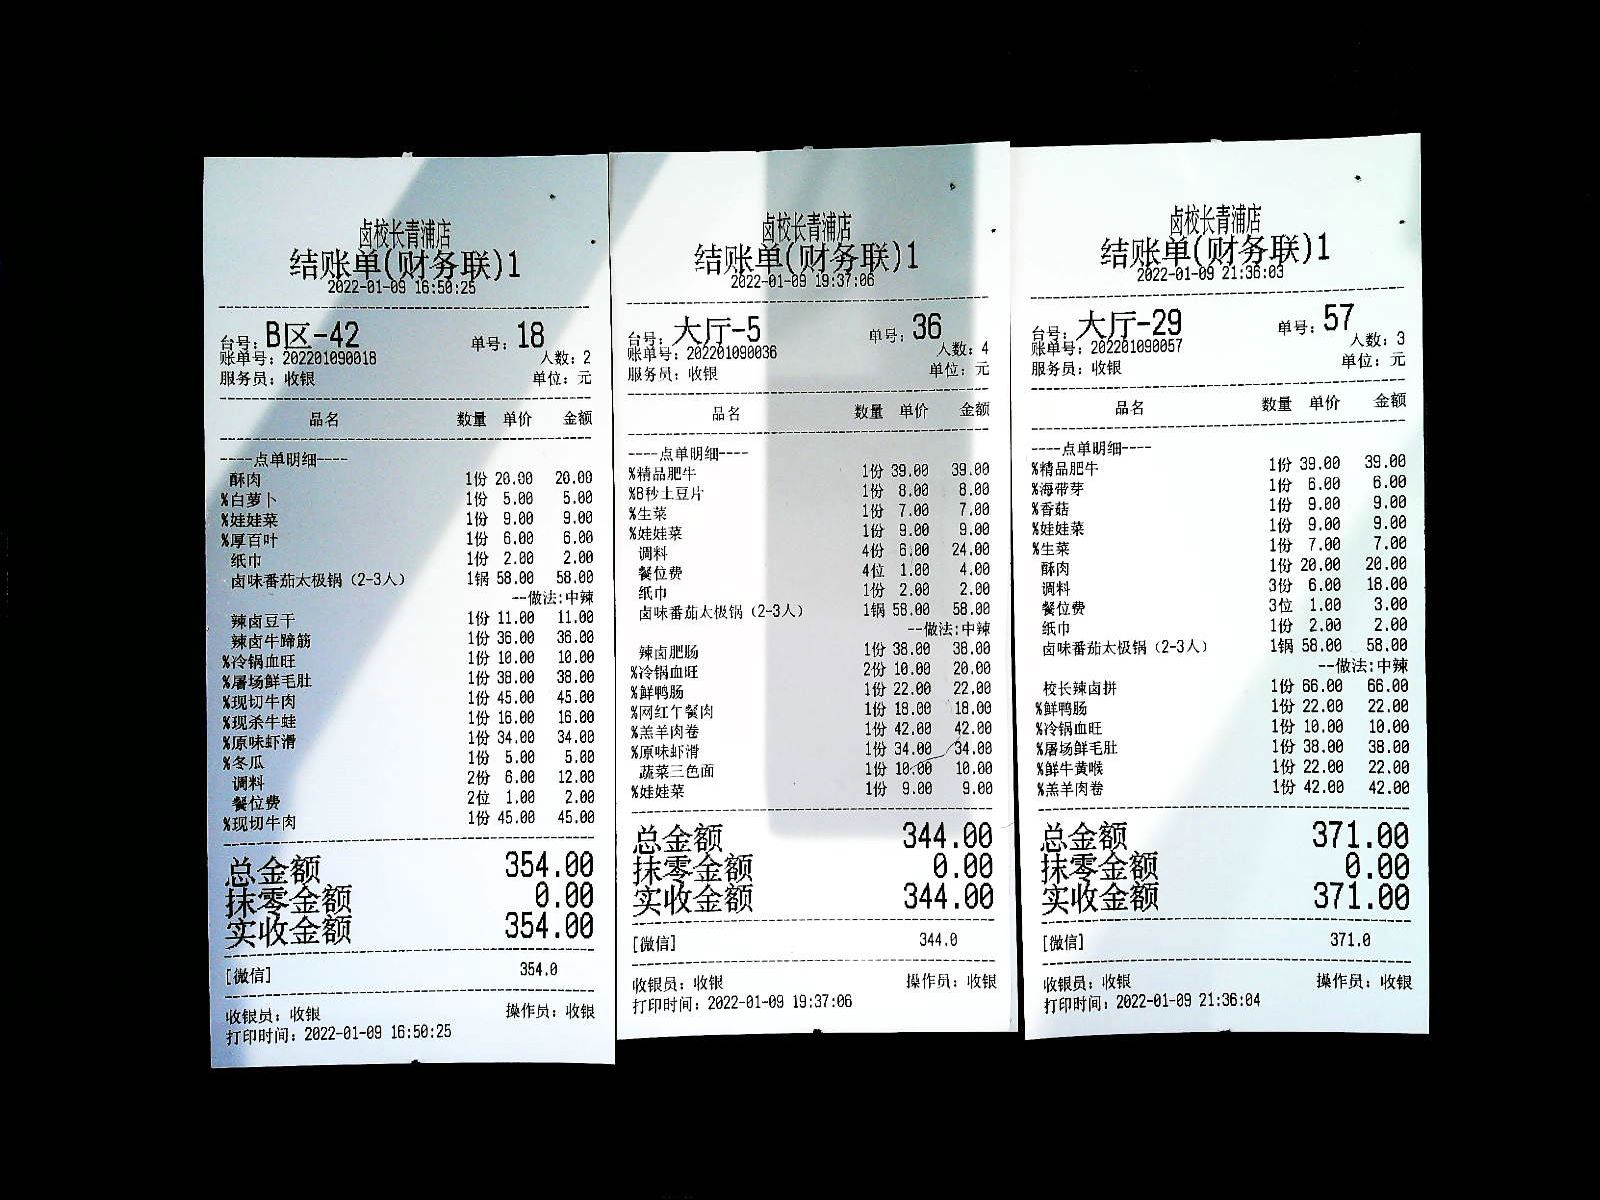 卤校长青浦店
结账单(财务联)1
2022-01-09 16:50:25
台号: B区-42 单号: 18
账单号: 202201090018 人数: 2
服务员: 收银 单位: 元
品名 数量 单价 金额
----点单明细----
酥肉 1份 20.00 20.00
%白萝卜 1份 5.00 5.00
%娃娃菜 1份 9.00 9.00
%厚百叶 1份 6.00 6.00
纸巾 1份 2.00 2.00
卤味番茄太极锅（2-3人） 1锅 58.00 58.00
--做法:中辣
辣卤豆干 1份 11.00 11.00
辣卤牛蹄筋 1份 36.00 36.00
%冷锅血旺 1份 10.00 10.00
%屠场鲜毛肚 1份 38.00 38.00
%现切牛肉 1份 45.00 45.00
%现杀牛蛙 1份 16.00 16.00
%原味虾滑 1份 34.00 34.00
%冬瓜 1份 5.00 5.00
调料 2份 6.00 12.00
餐位费 2位 1.00 2.00
%现切牛肉 1份 45.00 45.00
总金额 354.00
抹零金额 0.00
实收金额 354.00
[微信] 354.0
收银员: 收银 操作员: 收银
打印时间: 2022-01-09 16:50:25
卤校长青浦店
结账单(财务联)1
2022-01-09 19:37:06
台号: 大厅-5 单号: 36
账单号: 202201090036 人数: 4
服务员: 收银 单位: 元
品名 数量 单价 金额
----点单明细----
%精品肥牛 1份 39.00 39.00
%8秒土豆片 1份 8.00 8.00
%生菜 1份 7.00 7.00
%娃娃菜 1份 9.00 9.00
调料 4份 6.00 24.00
餐位费 4位 1.00 4.00
纸巾 1份 2.00 2.00
卤味番茄太极锅（2-3人） 1锅 58.00 58.00
--做法:中辣
辣卤肥肠 1份 38.00 38.00
%冷锅血旺 2份 10.00 20.00
%鲜鸭肠 1份 22.00 22.00
%网红午餐肉 1份 18.00 18.00
%羔羊肉卷 1份 42.00 42.00
%原味虾滑 1份 34.00 34.00
蔬菜三色面 1份 10.00 10.00
%娃娃菜 1份 9.00 9.00
总金额 344.00
抹零金额 0.00
实收金额 344.00
[微信] 344.0
收银员: 收银 操作员: 收银
打印时间: 2022-01-09 19:37:06
卤校长青浦店
结账单(财务联)1
2022-01-09 21:36:03
台号: 大厅-29 单号: 57
账单号: 202201090057 人数: 3
服务员: 收银 单位: 元
品名 数量 单价 金额
----点单明细----
%精品肥牛 1份 39.00 39.00
%海带芽 1份 6.00 6.00
%香菇 1份 9.00 9.00
%娃娃菜 1份 9.00 9.00
%生菜 1份 7.00 7.00
酥肉 1份 20.00 20.00
调料 3份 6.00 18.00
餐位费 3位 1.00 3.00
纸巾 1份 2.00 2.00
卤味番茄太极锅（2-3人） 1锅 58.00 58.00
--做法:中辣
校长辣卤拼 1份 66.00 66.00
%鲜鸭肠 1份 22.00 22.00
%冷锅血旺 1份 10.00 10.00
%屠场鲜毛肚 1份 38.00 38.00
%鲜牛黄喉 1份 22.00 22.00
%羔羊肉卷 1份 42.00 42.00
总金额 371.00
抹零金额 0.00
实收金额 371.00
[微信] 371.0
收银员: 收银 操作员: 收银
打印时间: 2022-01-09 21:36:04